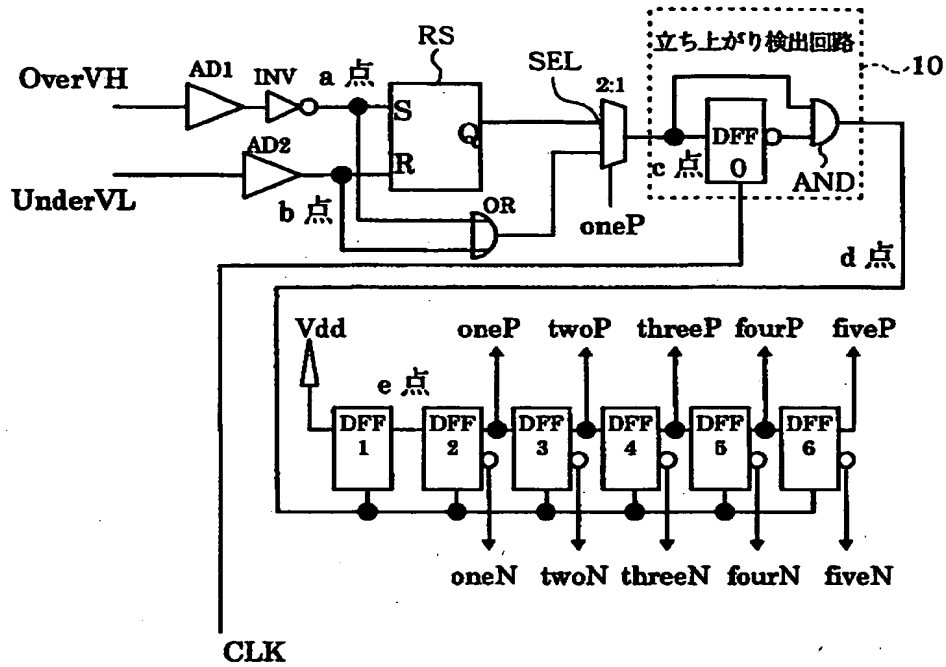 RS
立ち上がり検出回路
10
OverVH
AD1
INV
a 点
SEL
2:1
S
Q
R
AD2
UnderVL
b 点
OR
oneP
c 点
DFF
0
AND
d 点
Vdd
oneP
twoP
threeP
fourP
fiveP
e 点
DFF
1
DFF
2
DFF
3
DFF
4
DFF
5
DFF
6
oneN
twoN
threeN
fourN
fiveN
CLK